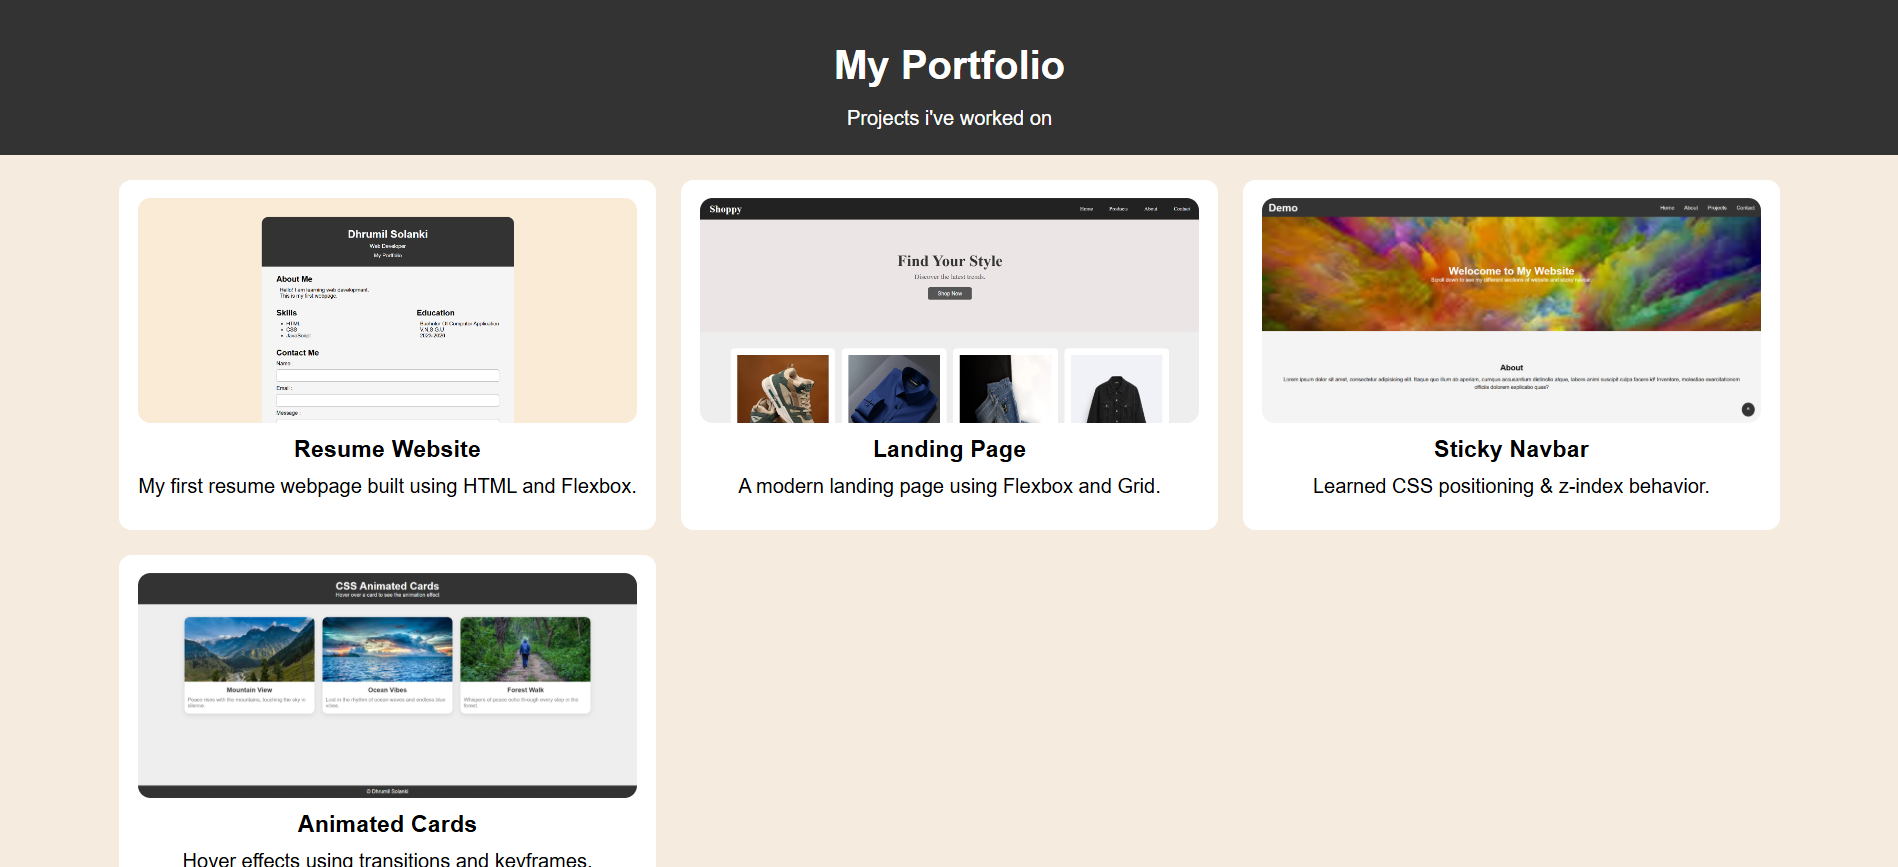 My Portfolio
Projects i've worked on
Dhrumil Solanki
Web Developer
My Portfolio
About Me
Hello! I am learning web development.
This is my first webpage.
Skills
Education
HTML
CSS
JavaScript
Bachelor Of Computer Application
V.N.S.G.U
2023-2026
Contact Me
Name
Email :
Message :
Resume Website
My first resume webpage built using HTML and Flexbox.
Shoppy
Home Products About Contact
Find Your Style
Discover the latest trends.
Shop Now
Landing Page
A modern landing page using Flexbox and Grid.
Demo
Home About Projects Contact
Welocome to My Website
Scroll down to see my different sections of website and sticky navbar.
About
Lorem ipsum dolor sit amet, consectetur adipisicing elit. Itaque quo illum ab aperiam, cumque accusantium distinctio atque, labore animi suscipit culpa facere id! Inventore, molestiae exercitationem
officiis dolorem explicabo quas?
Sticky Navbar
Learned CSS positioning & z-index behavior.
CSS Animated Cards
Hover over a card to see the animation effect
Mountain View
Peace rises with the mountains, touching the sky in
silence.
Ocean Vibes
Lost in the rhythm of ocean waves and endless blue
vibes.
Forest Walk
Whispers of peace echo through every step in the
forest
© Dhrumil Solanki
Animated Cards
Hover effects using transitions and keyframes.